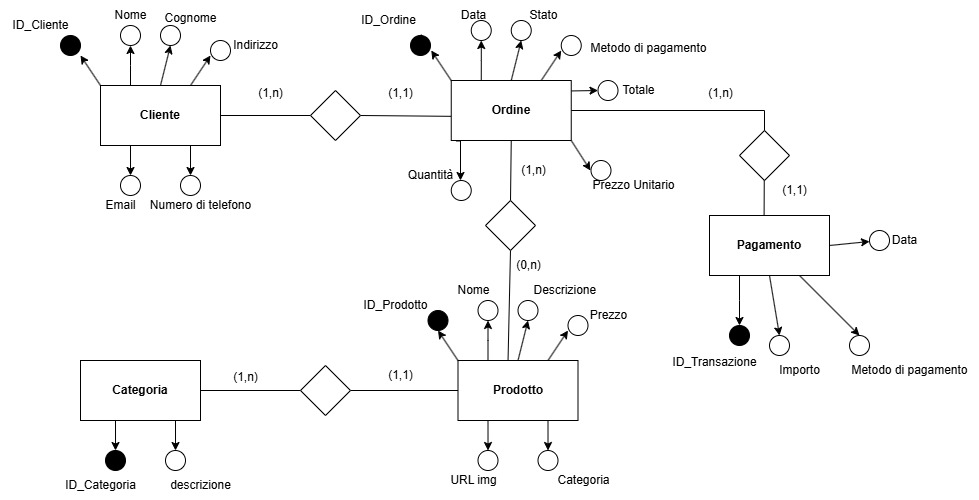 ID_Cliente
Nome
Cognome
Indirizzo
ID_Ordine
Data
Stato
Metodo di pagamento
Totale
(1,n)
(1,1)
(1,n)
Cliente
Ordine
Quantità
(1,n)
Prezzo Unitario
(1,1)
Email
Numero di telefono
Pagamento
Data
(0,n)
ID_Prodotto
Nome
Descrizione
Prezzo
ID_Transazione
Importo
Metodo di pagamento
Categoria
(1,n)
(1,1)
Prodotto
ID_Categoria
descrizione
URL img
Categoria